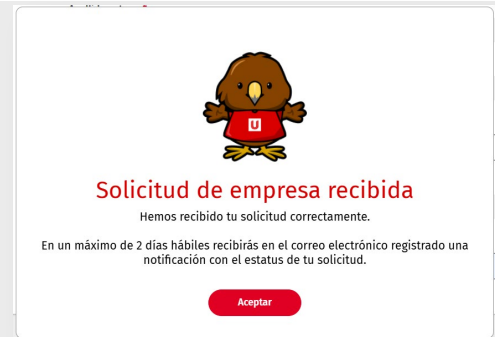 U
Solicitud de empresa recibida
Hemos recibido tu solicitud correctamente.
En un máximo de 2 días hábiles recibirás en el correo electrónico registrado una
notificación con el estatus de tu solicitud.
Aceptar